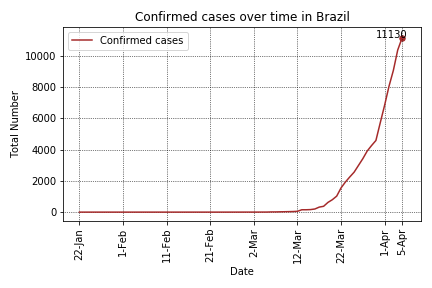 Confirmed cases over time in Brazil
11130
Confirmed cases
10000
8000
6000
4000
2000
0
Total Number
22-Jan
1-Feb
11-Feb
21-Feb
2-Mar
12-Mar
22-Mar
1-Apr
5-Apr
Date